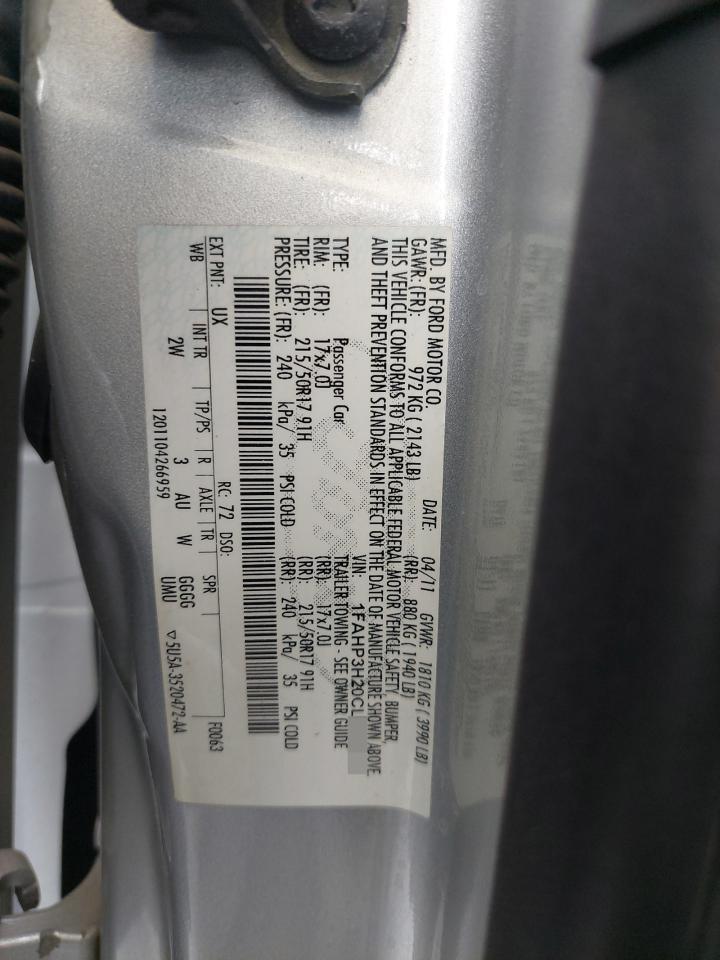 MFD. BY FORD MOTOR CO.
DATE: 04/11 GVWR: 1810 KG ( 3990 LB)
GAWR: (FR): 972 KG ( 2143 LB) (RR): 880 KG ( 1940 LB)
THIS VEHICLE CONFORMS TO ALL APPLICABLE FEDERAL MOTOR VEHICLE SAFETY, BUMPER,
AND THEFT PREVENTION STANDARDS IN EFFECT ON THE DATE OF MANUFACTURE SHOWN ABOVE
VIN: 1FAHP3H20CL
TYPE: Passenger Car TRAILER TOWING - SEE OWNER GUIDE
RIM: (FR): 17x7.0J (RR): 17x7.0J
TIRE: (FR): 215/50R17 91H (RR): 215/50R17 91H
PRESSURE: (FR): 240 kPa/ 35 PSI COLD (RR): 240 kPa/ 35 PSI COLD
EXT PNT: UX RC: 72 DSO: F0063
WB INT TR TP/PS R AXLE TR SPR
2W 3 AU W GGGG
UMU
1201104266959 5U5A-3520472-AA